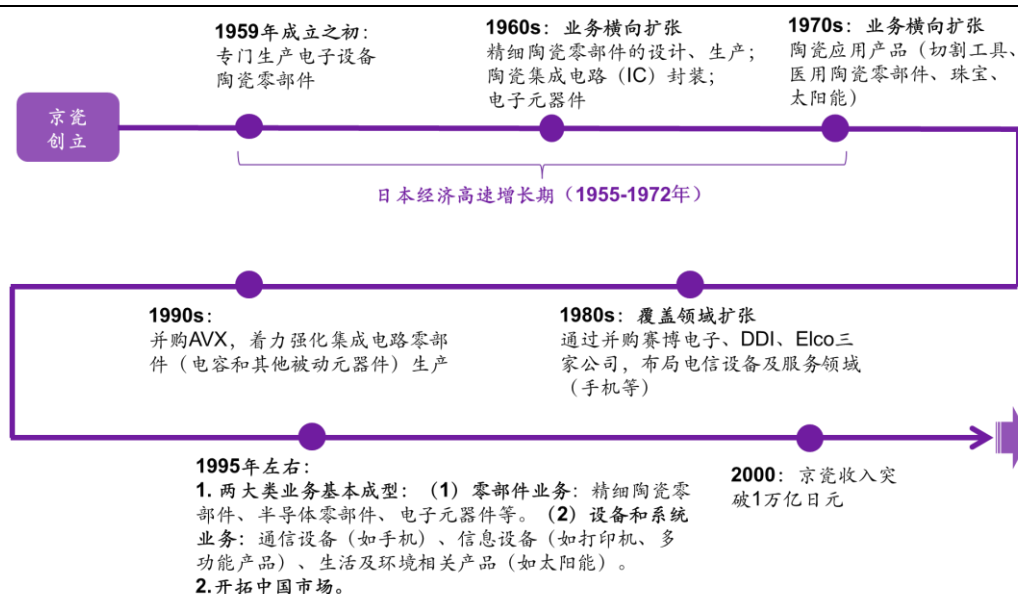 京瓷
创立
1959年成立之初：
专门生产电子设备
陶瓷零部件
1960s：业务横向扩张
精细陶瓷零部件的设计、生产；
陶瓷集成电路（IC）封装；
电子元器件
1970s：业务横向扩张
陶瓷应用产品（切割工具、
医用陶瓷零部件、珠宝、
太阳能）
日本经济高速增长期（1955-1972年）
1990s：
并购AVX，着力强化集成电路零部
件（电容和其他被动元器件）生产
1980s：覆盖领域扩张
通过并购赛博电子、DDI、Elco三
家公司，布局电信设备及服务领域
（手机等）
1995年左右：
1. 两大类业务基本成型：（1）零部件业务：精细陶瓷零
部件、半导体零部件、电子元器件等。（2）设备和系统
业务：通信设备（如手机）、信息设备（如打印机、多
功能产品）、生活及环境相关产品（如太阳能）。
2.开拓中国市场。
2000：京瓷收入突
破1万亿日元